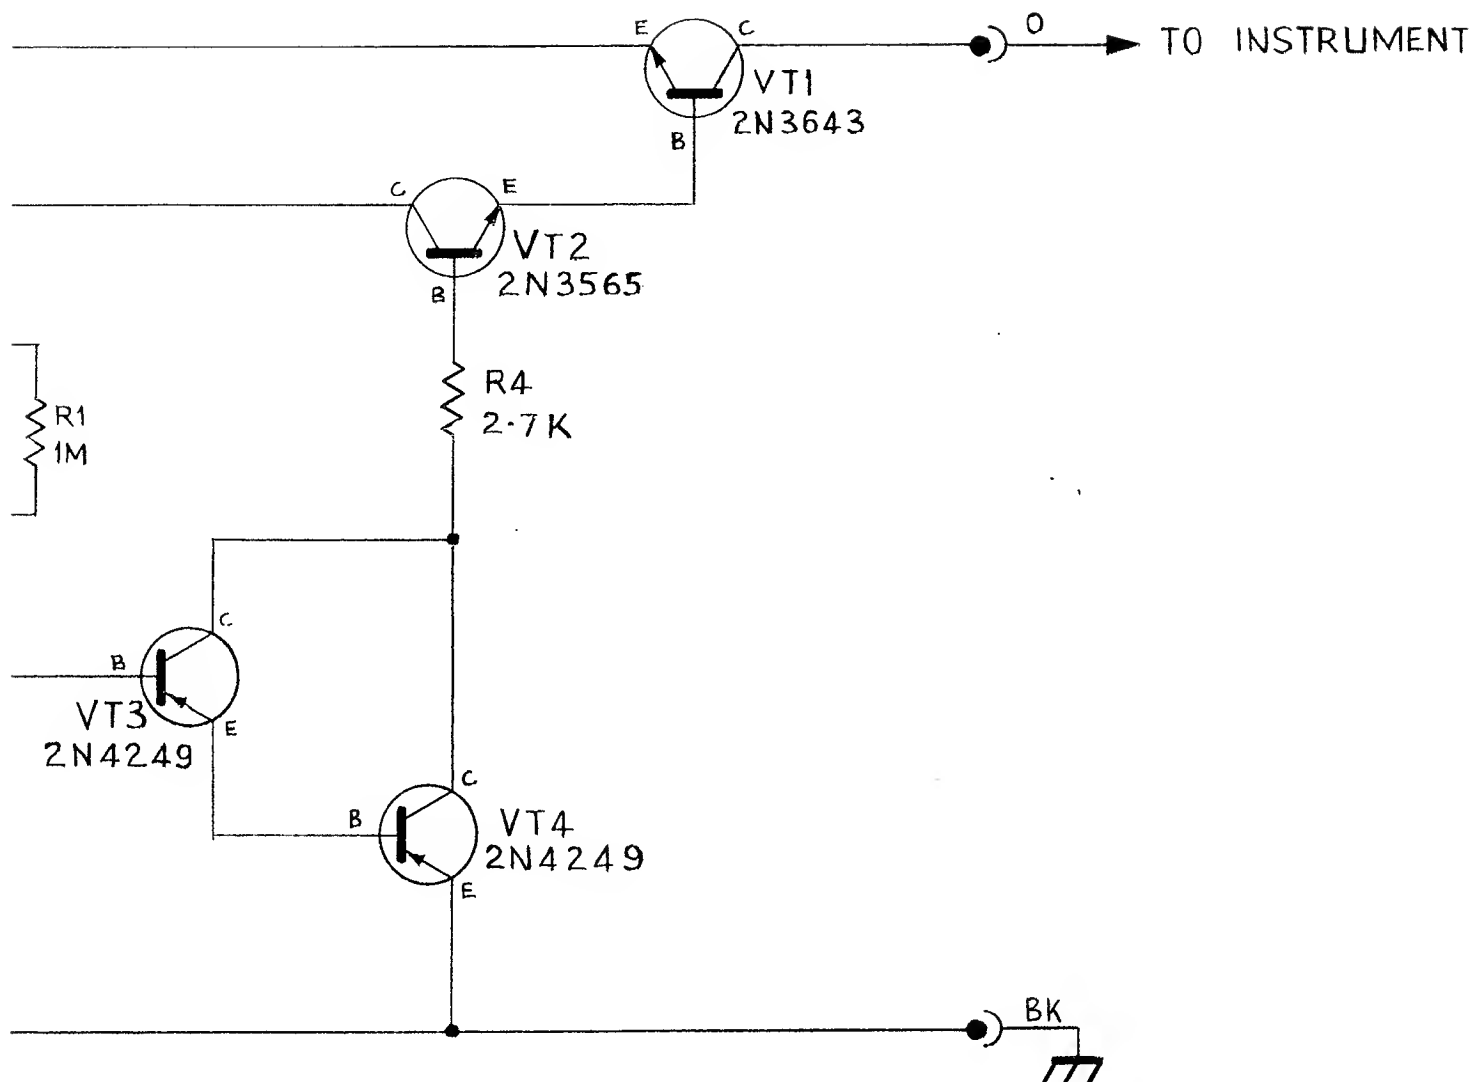 E
C
O
TO INSTRUMENT
VT1
2N3643
B
C
E
VT2
2N3565
B
R4
2·7K
R1
1M
C
B
VT3
E
2N4249
C
B
VT4
2N4249
E
BK